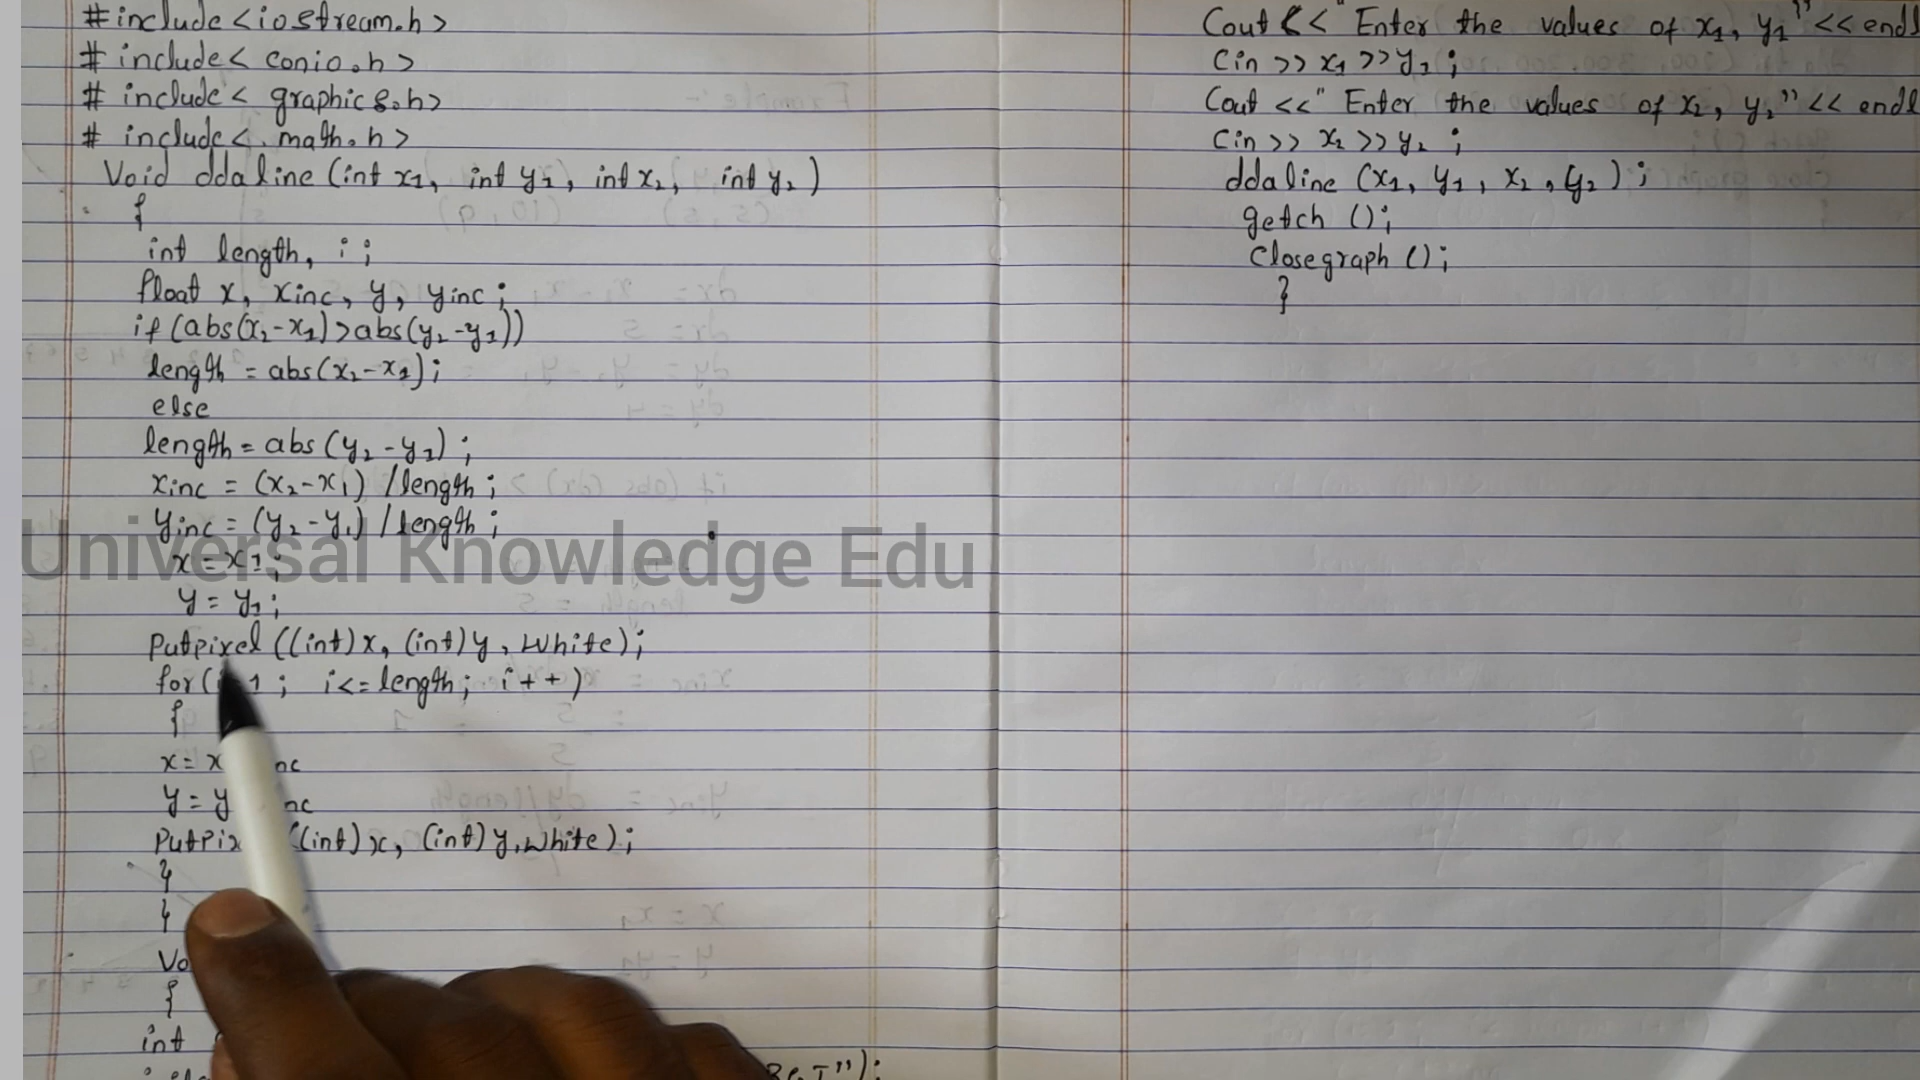 #include<iostream.h>
# include< conio.h>
# include< graphics.h>
# include< math.h>
Void ddaline (int x1, int y1, int x2, int y2)
{
int length, i;
float x, xinc, y, yinc;
if (abs(x2-x1)>abs(y2-y1))
length = abs(x2-x1);
else
length = abs (y2-y1);
xinc = (x2-x1) /length;
yinc = (y2-y1) /length;
x = x1;
y = y1;
Putpixel ((int)x, (int)y, White);
for( 1; i<=length; i++)
{
x= x nc
y= y nc
PutPix (int)x, (int)y,White);
}
}
Vo
{
int
Universal Knowledge Edu
Cout << "Enter the values of x1, y1" << endl
Cin >> x1 >>y1;
Cout <<" Enter the values of x2, y2" << endl
Cin >> x2 >>y2;
ddaline (x1, y1, x2, y2);
getch ();
Closegraph ();
}